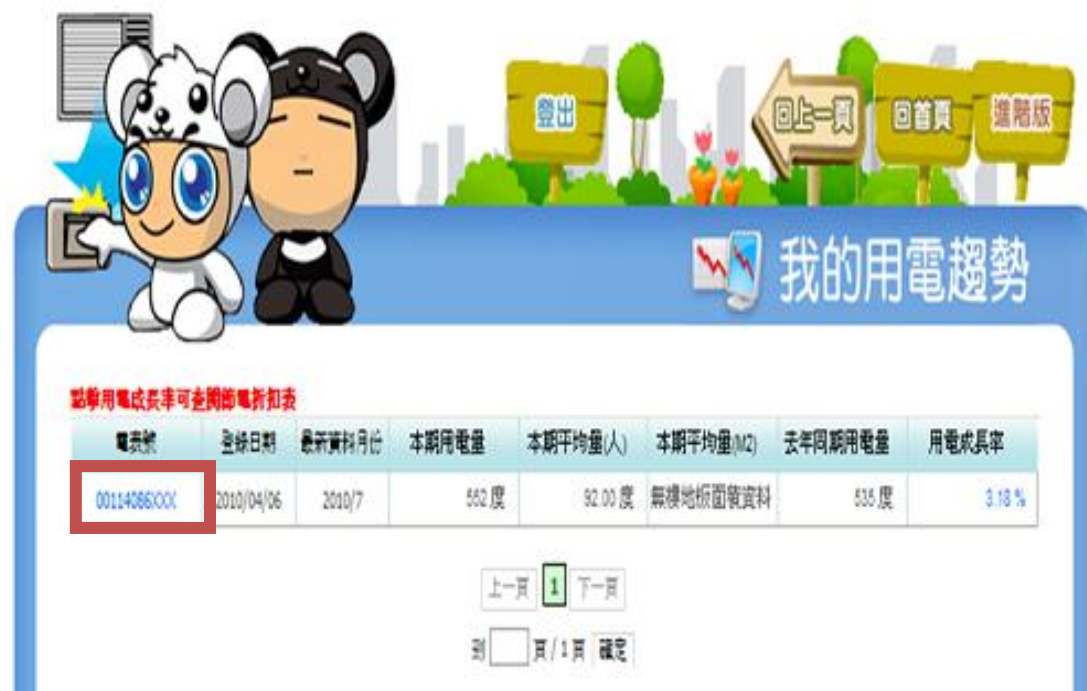 登出
回上一頁
回首頁
進階版
我的用電趨勢
點擊用電成長率可查閱節電折扣表
電表號 登錄日期 最新資料月份 本期用電量 本期平均量(人) 本期平均量(M2) 去年同期用電量 用電成長率
00114086XXX 2010/04/06 2010/7 552 度 92.00 度 無樓地板面積資料 535 度 3.18 %
上一頁 1 下一頁
到 頁 / 1 頁 確定